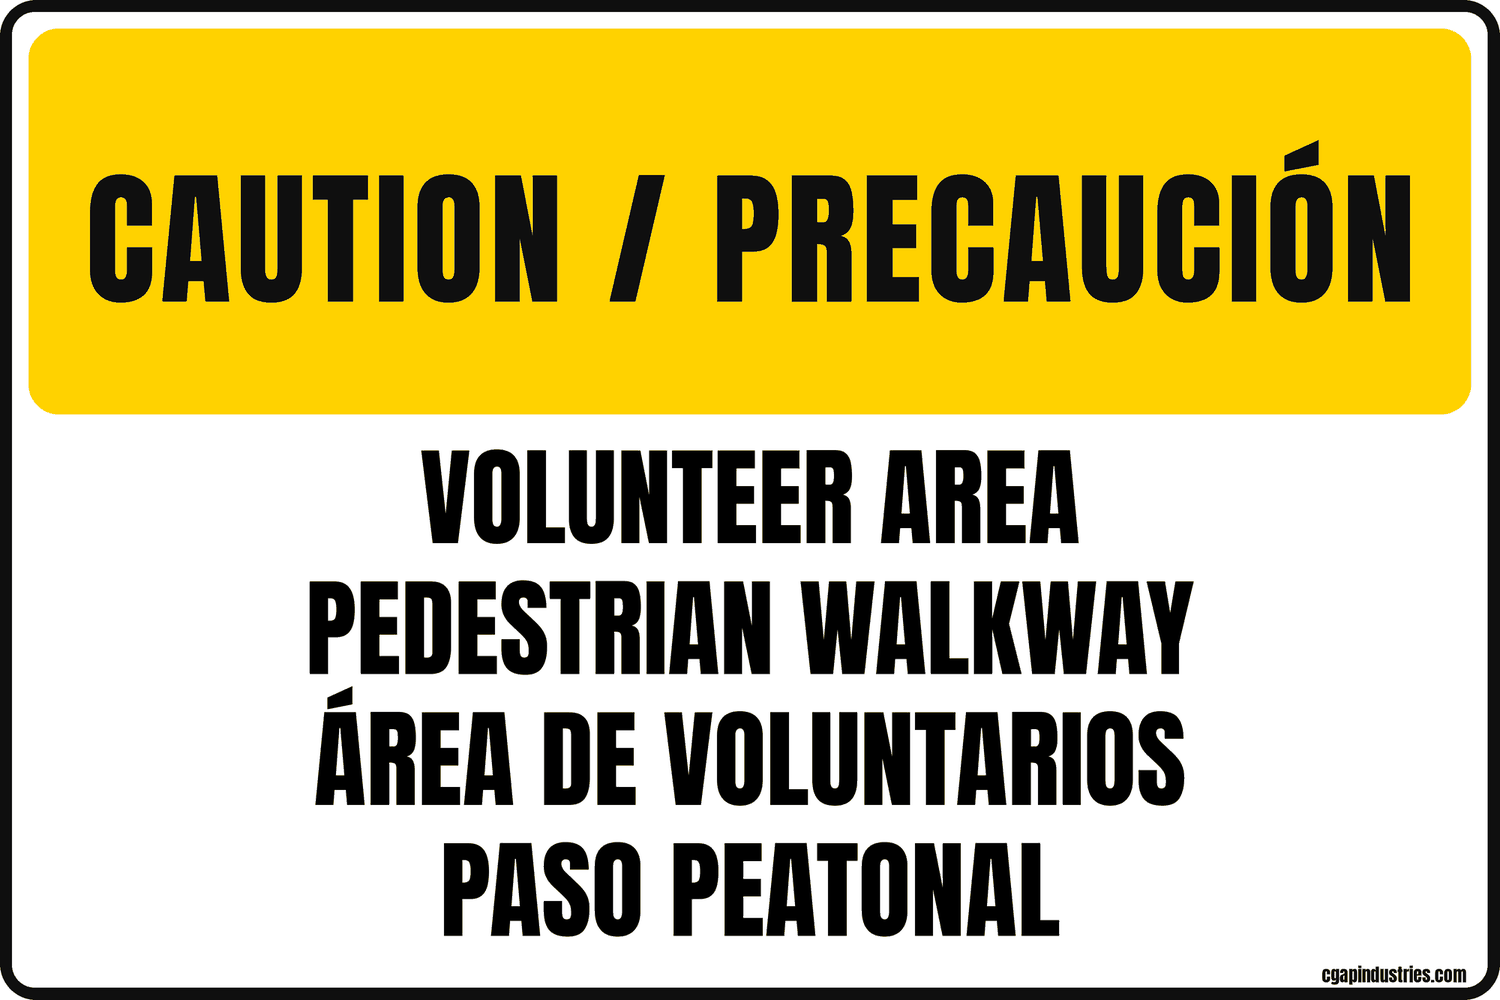 CAUTION / PRECAUCIÓN
VOLUNTEER AREA
PEDESTRIAN WALKWAY
ÁREA DE VOLUNTARIOS
PASO PEATONAL
cgapindustries.com